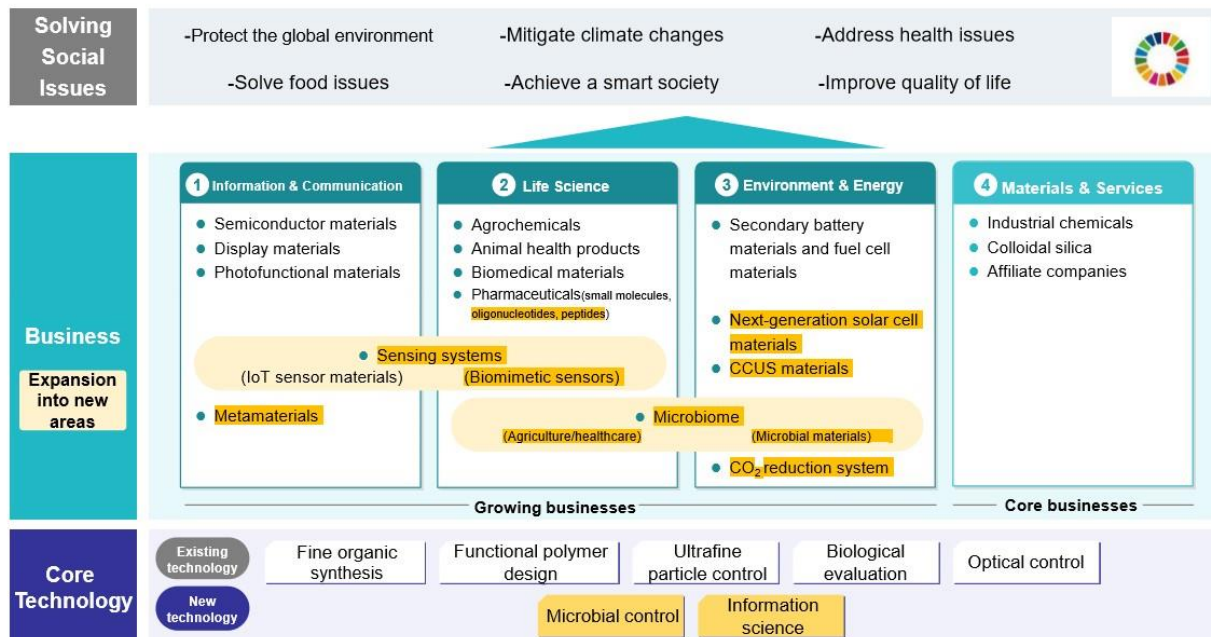 Solving
Social
Issues
-Protect the global environment
-Mitigate climate changes
-Address health issues
-Solve food issues
-Achieve a smart society
-Improve quality of life
Business
Expansion
into new
areas
1 Information & Communication
Semiconductor materials
Display materials
Photofunctional materials
2 Life Science
Agrochemicals
Animal health products
Biomedical materials
Pharmaceuticals(small molecules,
oligonucleotides, peptides)
3 Environment & Energy
Secondary battery
materials and fuel cell
materials
Next-generation solar cell
materials
CCUS materials
4 Materials & Services
Industrial chemicals
Colloidal silica
Affiliate companies
Sensing systems
(IoT sensor materials)
(Biomimetic sensors)
Metamaterials
Microbiome
(Agriculture/healthcare)
(Microbial materials)
CO₂ reduction system
Growing businesses
Core businesses
Core
Technology
Existing
technology
Fine organic
synthesis
Functional polymer
design
Ultrafine
particle control
Biological
evaluation
Optical control
New
technology
Microbial control
Information
science